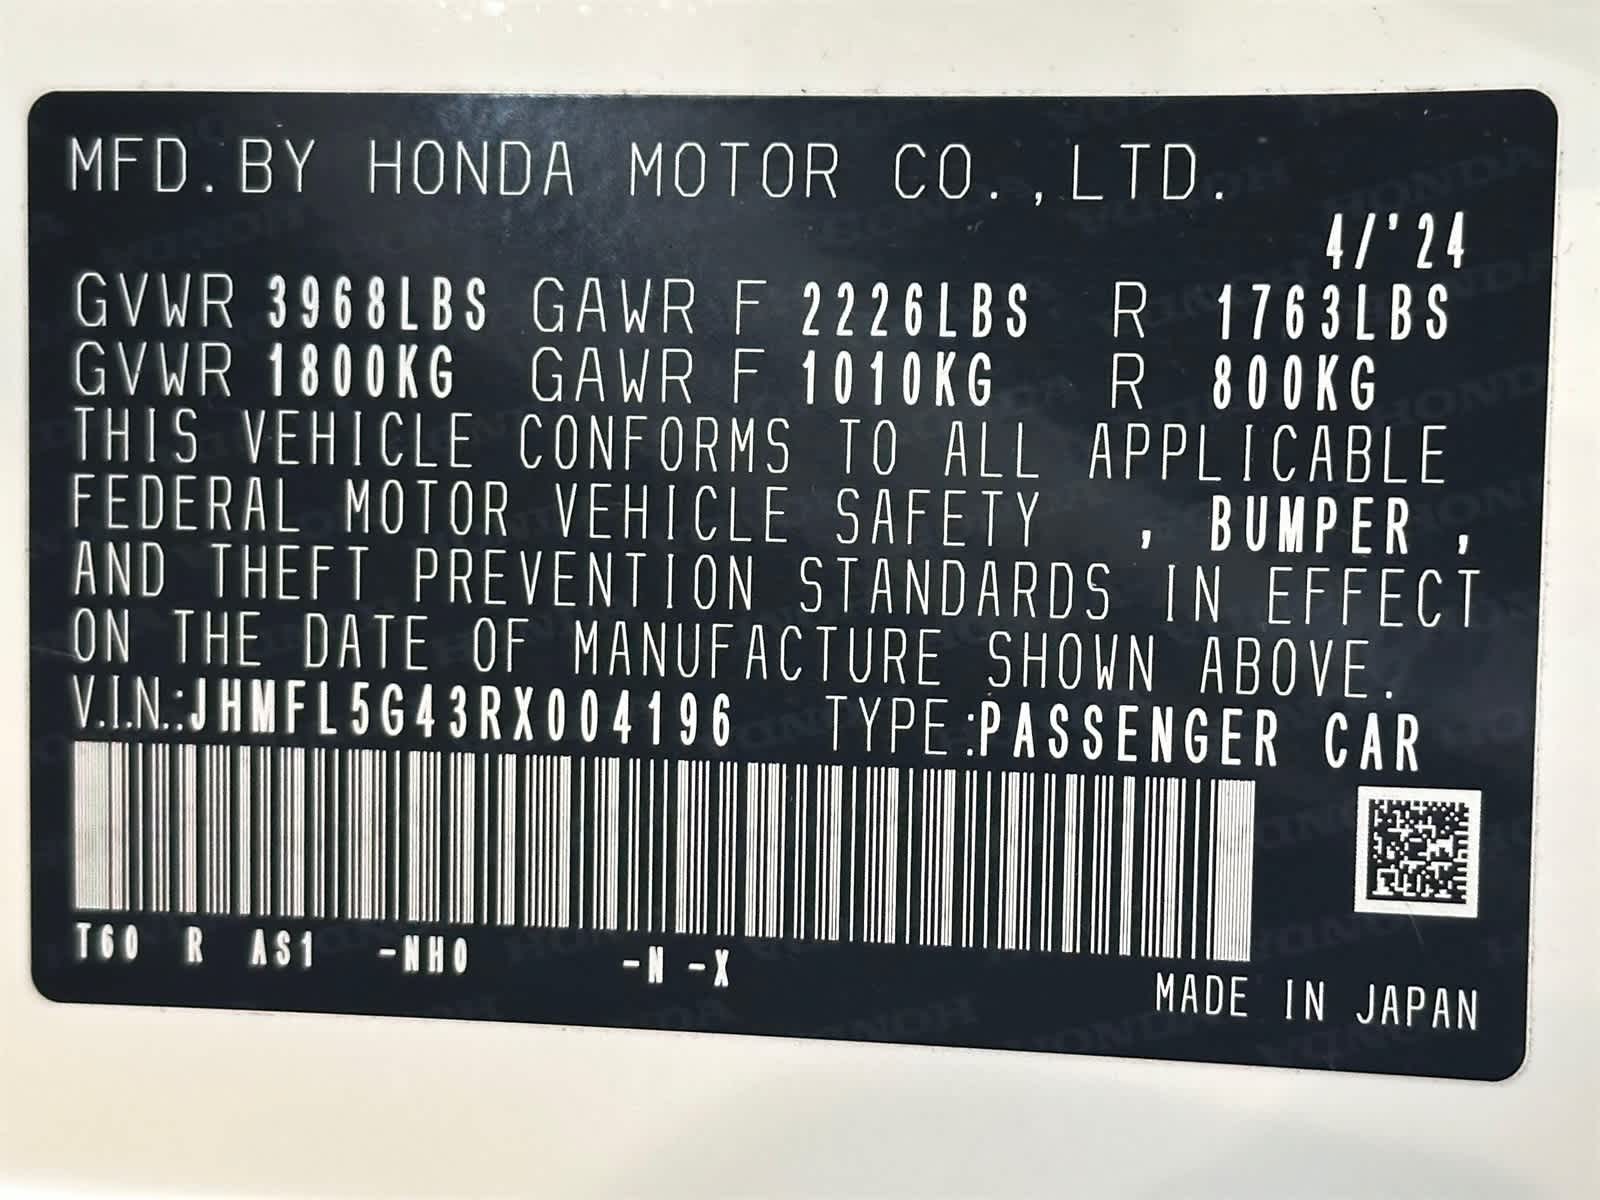 MFD. BY HONDA MOTOR CO.,LTD.
4/'24
GVWR 3968LBS GAWR F 2226LBS R 1763LBS
GVWR 1800KG GAWR F 1010KG R 800KG
THIS VEHICLE CONFORMS TO ALL APPLICABLE
FEDERAL MOTOR VEHICLE SAFETY , BUMPER ,
AND THEFT PREVENTION STANDARDS IN EFFECT
ON THE DATE OF MANUFACTURE SHOWN ABOVE.
V.I.N.:JHMFL5G43RX004196 TYPE:PASSENGER CAR
T60 R AS1 -NH0 -N -X
MADE IN JAPAN